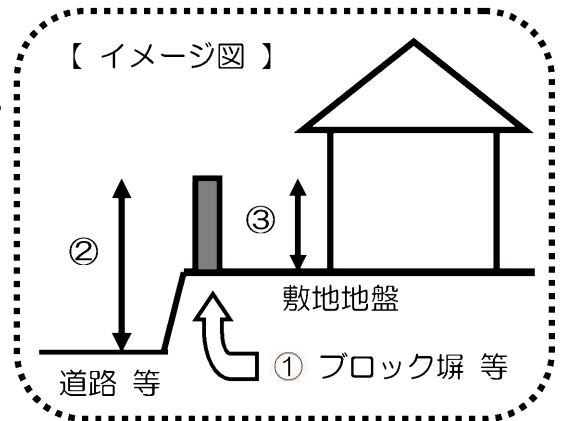 【 イメージ図 】
②
③
敷地地盤
道路 等
① ブロック塀 等